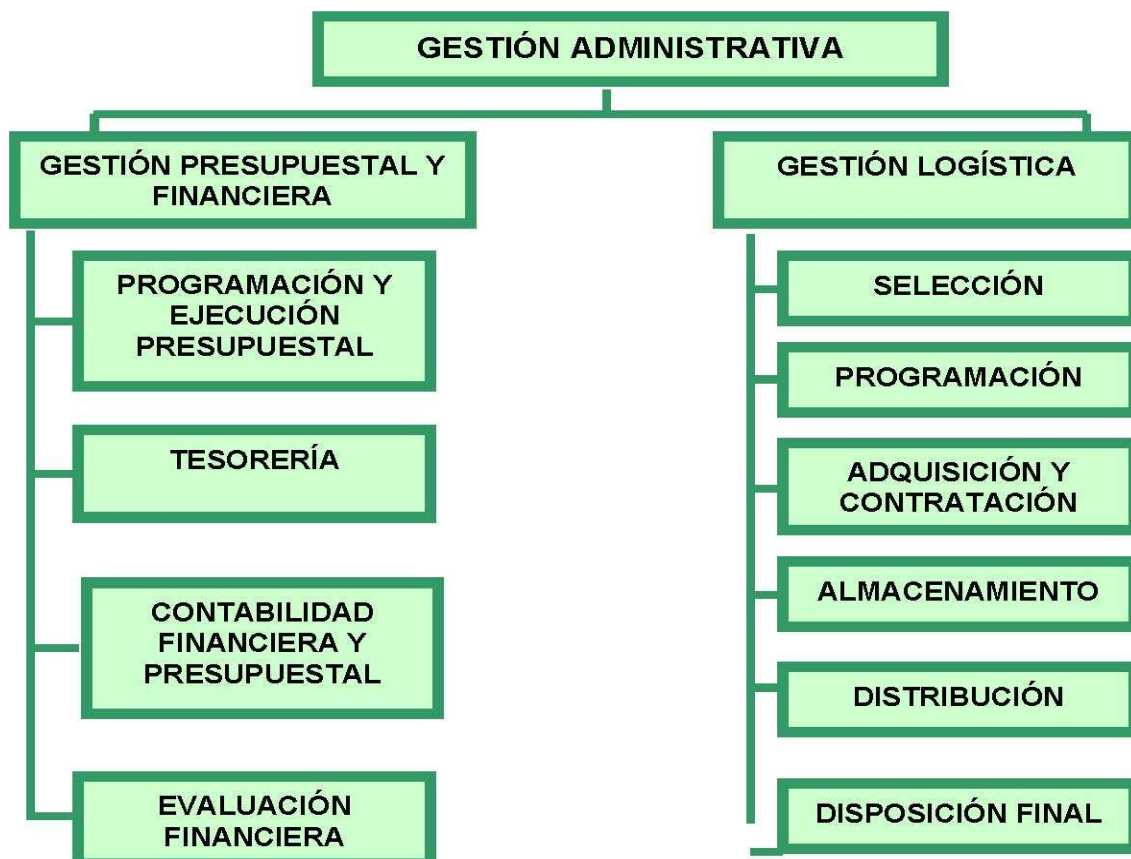 GESTIÓN ADMINISTRATIVA
GESTIÓN PRESUPUESTAL Y
FINANCIERA
PROGRAMACIÓN Y
EJECUCIÓN
PRESUPUESTAL
TESORERÍA
CONTABILIDAD
FINANCIERA Y
PRESUPUESTAL
EVALUACIÓN
FINANCIERA
GESTIÓN LOGÍSTICA
SELECCIÓN
PROGRAMACIÓN
ADQUISICIÓN Y
CONTRATACIÓN
ALMACENAMIENTO
DISTRIBUCIÓN
DISPOSICIÓN FINAL